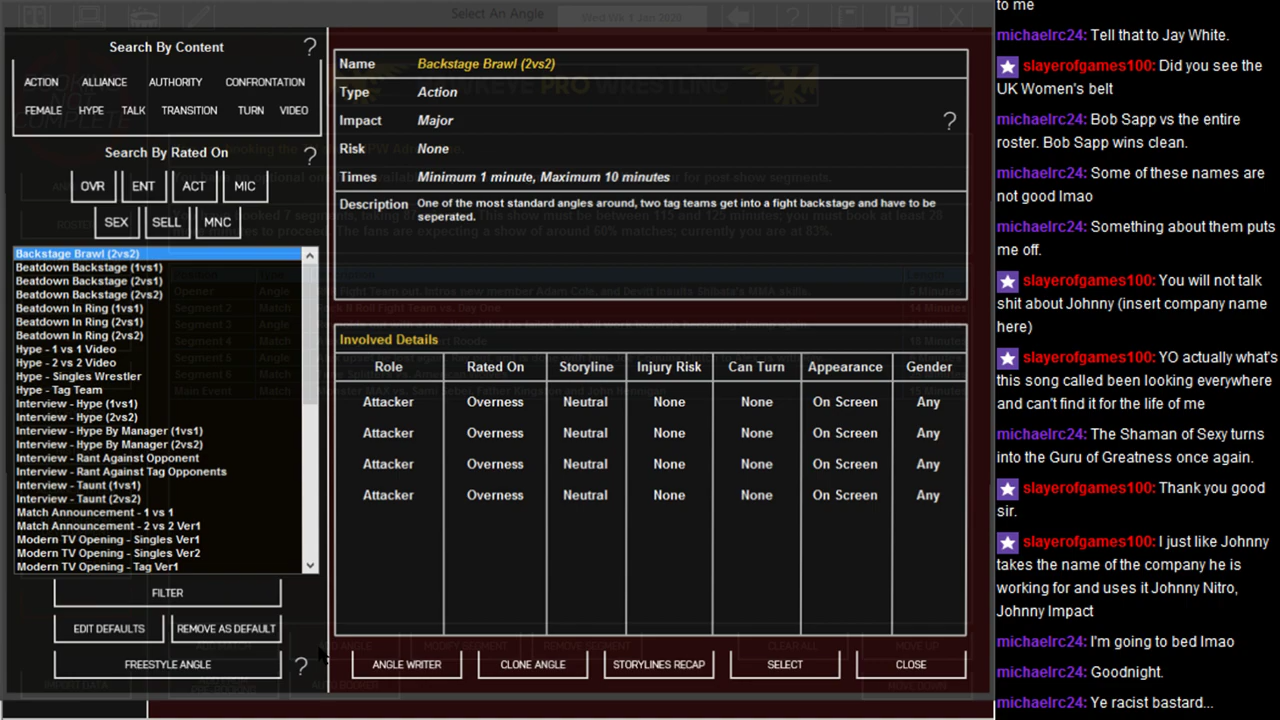 Select An Angle
Wed Wk 1 Jan 2020
Search By Content
?
ACTION ALLIANCE AUTHORITY CONFRONTATION
FEMALE HYPE TALK TRANSITION TURN VIDEO
Search By Rated On
?
OVR ENT ACT MIC
SEX SELL MNC
Backstage Brawl (2vs2)
Beatdown Backstage (1vs1)
Beatdown Backstage (2vs1)
Beatdown Backstage (2vs2)
Beatdown In Ring (1vs1)
Beatdown In Ring (2vs1)
Beatdown In Ring (2vs2)
Hype - 1 vs 1 Video
Hype - 2 vs 2 Video
Hype - Singles Wrestler
Hype - Tag Team
Interview - Hype (1vs1)
Interview - Hype (2vs2)
Interview - Hype By Manager (1vs1)
Interview - Hype By Manager (2vs2)
Interview - Rant Against Opponent
Interview - Rant Against Tag Opponents
Interview - Taunt (1vs1)
Interview - Taunt (2vs2)
Match Announcement - 1 vs 1
Match Announcement - 2 vs 2 Ver1
Modern TV Opening - Singles Ver1
Modern TV Opening - Singles Ver2
Modern TV Opening - Tag Ver1
FILTER
EDIT DEFAULTS REMOVE AS DEFAULT
FREESTYLE ANGLE ?
Name Backstage Brawl (2vs2)
Type Action
Impact Major ?
Risk None
Times Minimum 1 minute, Maximum 10 minutes
Description One of the most standard angles around, two tag teams get into a fight backstage and have to be
seperated.
Involved Details
Role Rated On Storyline Injury Risk Can Turn Appearance Gender
Attacker Overness Neutral None None On Screen Any
Attacker Overness Neutral None None On Screen Any
Attacker Overness Neutral None None On Screen Any
Attacker Overness Neutral None None On Screen Any
ANGLE WRITER CLONE ANGLE STORYLINES RECAP SELECT CLOSE
to me
michaelrc24: Tell that to Jay White.
slayerofgames100: Did you see the
UK Women's belt
michaelrc24: Bob Sapp vs the entire
roster. Bob Sapp wins clean.
michaelrc24: Some of these names are
not good lmao
michaelrc24: Something about them puts
me off.
slayerofgames100: You will not talk
shit about Johnny (insert company name
here)
slayerofgames100: YO actually what's
this song called been looking everywhere
and can't find it for the life of me
michaelrc24: The Shaman of Sexy turns
into the Guru of Greatness once again.
slayerofgames100: Thank you good
sir.
slayerofgames100: I just like Johnny
takes the name of the company he is
working for and uses it Johnny Nitro,
Johnny Impact
michaelrc24: I'm going to bed lmao
michaelrc24: Goodnight.
michaelrc24: Ye racist bastard...